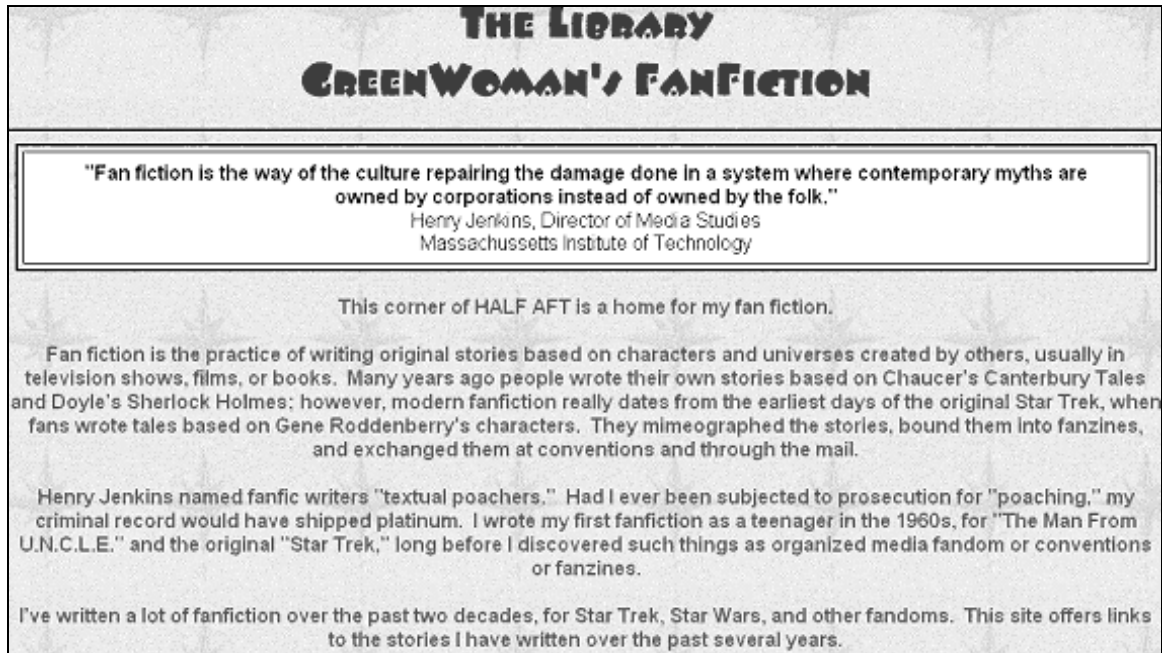 THE LIBRARY
GREENWOMAN'S FANFICTION
"Fan fiction is the way of the culture repairing the damage done in a system where contemporary myths are
owned by corporations instead of owned by the folk."
Henry Jenkins, Director of Media Studies
Massachussetts Institute of Technology
This corner of HALF AFT is a home for my fan fiction.
Fan fiction is the practice of writing original stories based on characters and universes created by others, usually in
television shows, films, or books.  Many years ago people wrote their own stories based on Chaucer's Canterbury Tales
and Doyle's Sherlock Holmes; however, modern fanfiction really dates from the earliest days of the original Star Trek, when
fans wrote tales based on Gene Roddenberry's characters.  They mimeographed the stories, bound them into fanzines,
and exchanged them at conventions and through the mail.
Henry Jenkins named fanfic writers "textual poachers."  Had I ever been subjected to prosecution for "poaching," my
criminal record would have shipped platinum.  I wrote my first fanfiction as a teenager in the 1960s, for "The Man From
U.N.C.L.E." and the original "Star Trek," long before I discovered such things as organized media fandom or conventions
or fanzines.
I've written a lot of fanfiction over the past two decades, for Star Trek, Star Wars, and other fandoms.  This site offers links
to the stories I have written over the past several years.